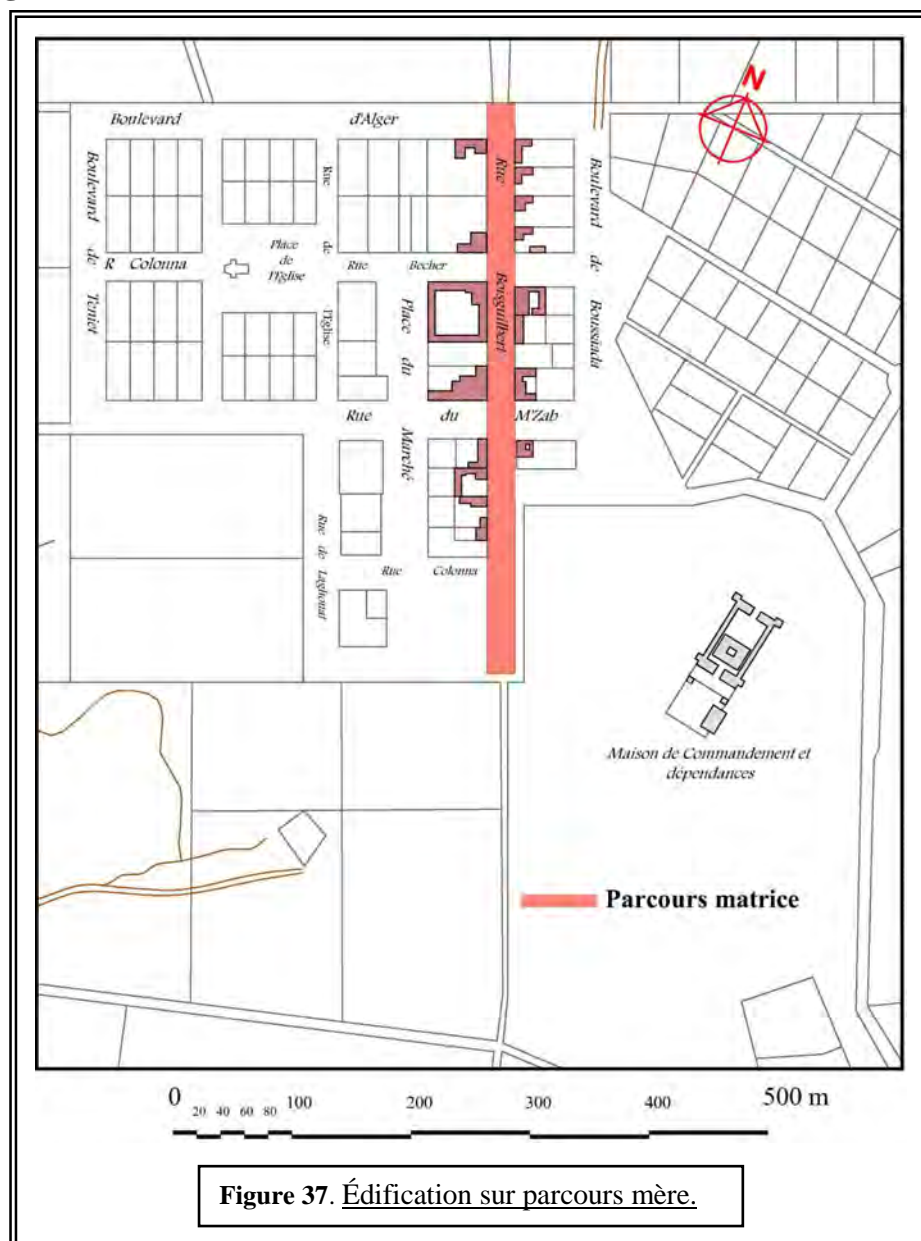 N
Boulevard d'Alger
Boulevard de Teniet
Rue de l'Eglise
Rue Bouguilbert
Boulevard de Boussaada
Place
de
l'Eglise
R Colonna
Rue Becher
Place du Marché
Rue du M'Zab
Rue de Laghouat
Rue Colonna
Maison de Commandement et
dépendances
Parcours matrice
0 20 40 60 80 100 200 300 400 500 m
Figure 37. Édification sur parcours mère.